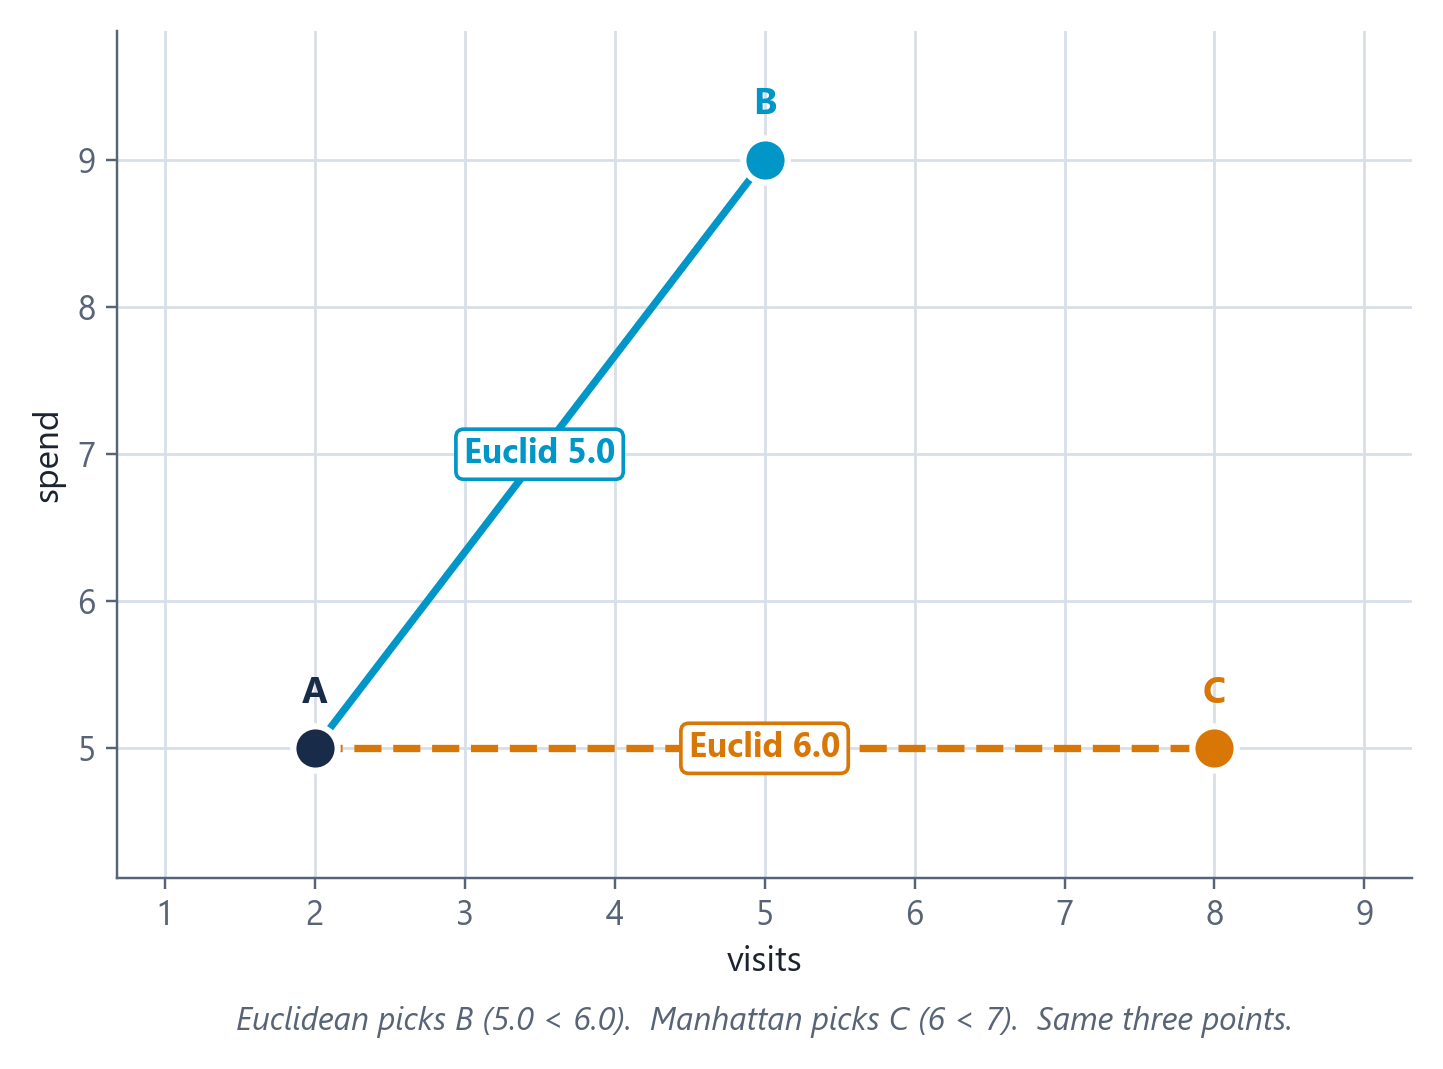 B
9
8
spend
7
Euclid 5.0
6
A
C
5
Euclid 6.0
1 2 3 4 5 6 7 8 9
visits
Euclidean picks B (5.0 < 6.0).  Manhattan picks C (6 < 7).  Same three points.